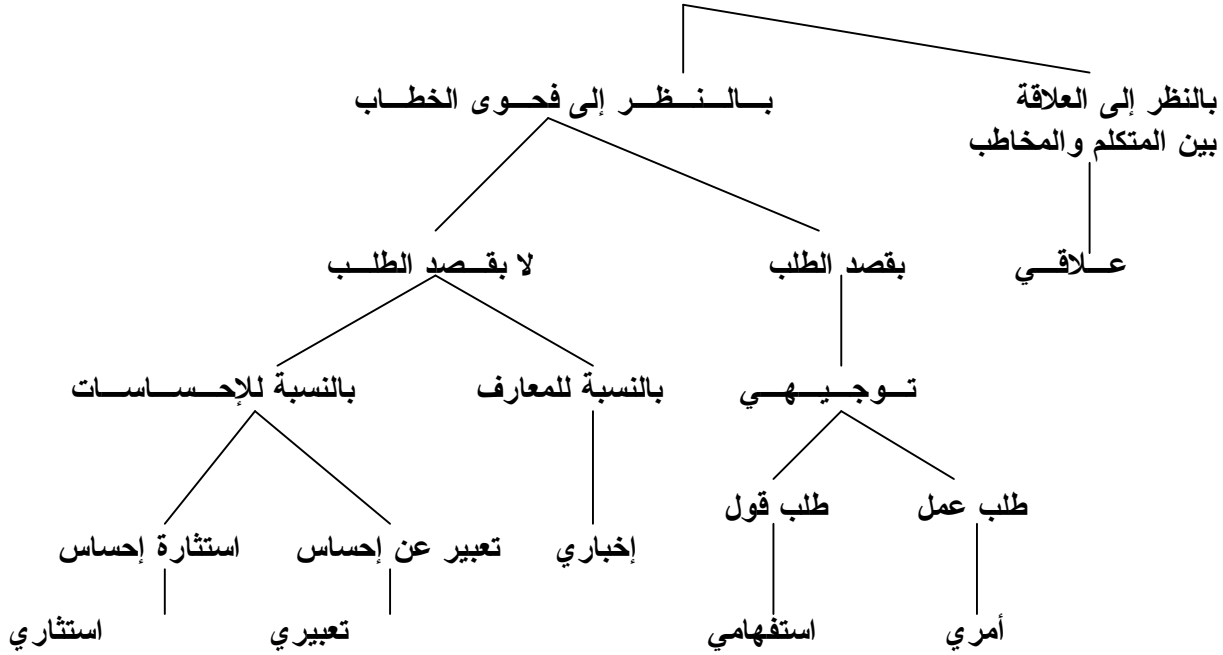 بالنظر إلى العلاقة
بين المتكلم والمخاطب
بالنظر إلى فحوى الخطاب
علاقي
بقصد الطلب
لا بقصد الطلب
توجيهي
بالنسبة للمعارف
بالنسبة للإحساسات
طلب عمل
طلب قول
إخباري
تعبير عن إحساس
استثارة إحساس
أمري
استفهامي
تعبيري
استثاري